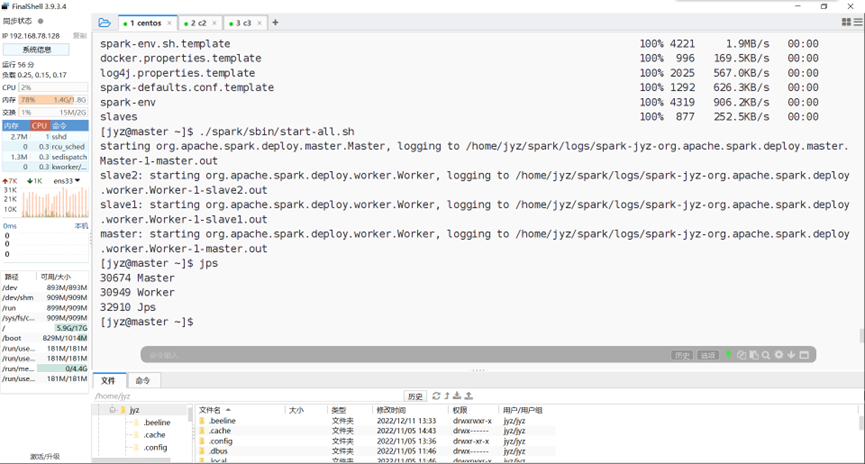 FinalShell 3.9.3.4
同步状态
IP 192.168.78.128 复制
系统信息
运行 56 分
负载 0.25, 0.15, 0.17
CPU 2%
内存 78% 1.4G/1.8G
交换 1% 15M/2G
内存 CPU 命令
2.7M 1 sshd
0 0.3 rcu_sched
1.3M 0.3 sedispatch
0 0.3 kworker/...
7K 1K ens33
31K
21K
10K
0ms 本机
0
0
0
路径 可用/大小
/dev 893M/893M
/dev/shm 909M/909M
/run 899M/909M
/sys/fs/c... 909M/909M
/ 5.9G/17G
/boot 829M/1014M
/run/use... 181M/181M
/run/use... 181M/181M
/run/me... 0/4.4G
/run/use... 181M/181M
激活/升级
1 centos × 2 c2 × 3 c3 × +
spark-env.sh.template 100% 4221 1.9MB/s 00:00
docker.properties.template 100% 996 169.5KB/s 00:00
log4j.properties.template 100% 2025 567.0KB/s 00:00
spark-defaults.conf.template 100% 1292 626.3KB/s 00:00
spark-env 100% 4319 906.2KB/s 00:00
slaves 100% 877 252.5KB/s 00:00
[jyz@master ~]$ ./spark/sbin/start-all.sh
starting org.apache.spark.deploy.master.Master, logging to /home/jyz/spark/logs/spark-jyz-org.apache.spark.deploy.master.
Master-1-master.out
slave2: starting org.apache.spark.deploy.worker.Worker, logging to /home/jyz/spark/logs/spark-jyz-org.apache.spark.deploy
.worker.Worker-1-slave2.out
slave1: starting org.apache.spark.deploy.worker.Worker, logging to /home/jyz/spark/logs/spark-jyz-org.apache.spark.deploy
.worker.Worker-1-slave1.out
master: starting org.apache.spark.deploy.worker.Worker, logging to /home/jyz/spark/logs/spark-jyz-org.apache.spark.deploy
.worker.Worker-1-master.out
[jyz@master ~]$ jps
30674 Master
30949 Worker
32910 Jps
[jyz@master ~]$
命令输入 历史 选项
文件 命令
/home/jyz 历史
jyz
.beeline
.cache
.config
文件名 大小 类型 修改时间 权限 用户/用户组
.beeline 文件夹 2022/12/11 13:33 drwxrwxr-x jyz/jyz
.cache 文件夹 2022/11/05 14:43 drwx------ jyz/jyz
.config 文件夹 2022/11/05 13:36 drwxr-xr-x jyz/jyz
.dbus 文件夹 2022/11/05 11:46 drwx------ jyz/jyz
.local 文件夹 2022/11/05 11:46 jyz/jyz